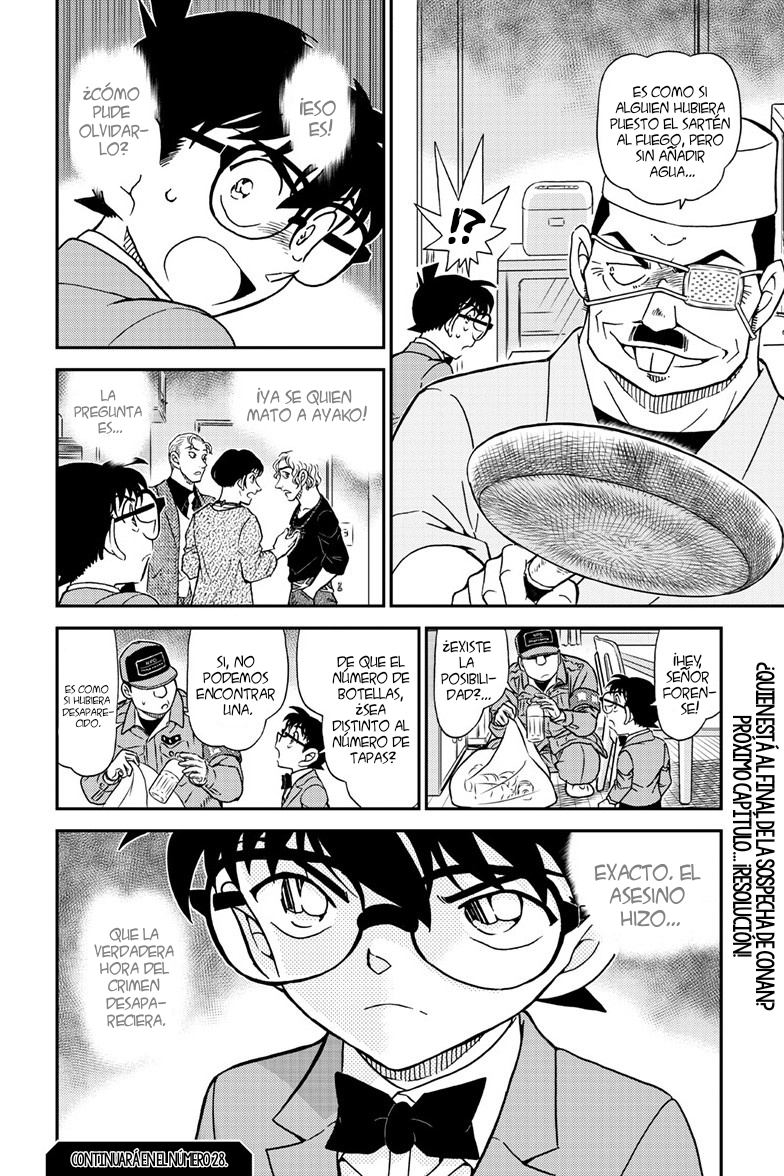 ES COMO SI
ALGUIEN HUBIERA
PUESTO EL SARTÉN
AL FUEGO, PERO
SIN AÑADIR
AGUA...
!?
¡ESO
ES!
¿CÓMO
PUDE
OLVIDAR-
LO?
¡YA SE QUIEN
MATO A AYAKO!
LA
PREGUNTA
ES...
¡HEY,
SEÑOR
FOREN-
SE!
¿EXISTE
LA
POSIBILI-
DAD?...
DE QUE EL
NÚMERO DE
BOTELLAS,
¿SEA
DISTINTO AL
NÚMERO DE
TAPAS?
SI, NO
PODEMOS
ENCONTRAR
UNA.
ES COMO
SI HUBIERA
DESAPARE-
CIDO.
EXACTO. EL
ASESINO
HIZO...
QUE LA
VERDADERA
HORA DEL
CRIMEN
DESAPA-
RECIERA.
¿QUIEN ESTÁ AL FINAL DE LA SOSPECHA DE CONAN?
PRÓXIMO CAPÍTULO... ¡RESOLUCIÓN!
CONTINUARÁ EN EL NÚMERO 28.